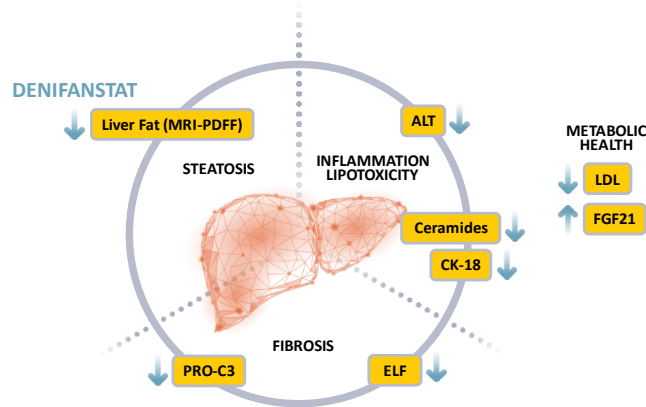 DENIFANSTAT
Liver Fat (MRI-PDFF)
ALT
STEATOSIS
INFLAMMATION
LIPOTOXICITY
METABOLIC
HEALTH
LDL
FGF21
Ceramides
CK-18
FIBROSIS
PRO-C3
ELF